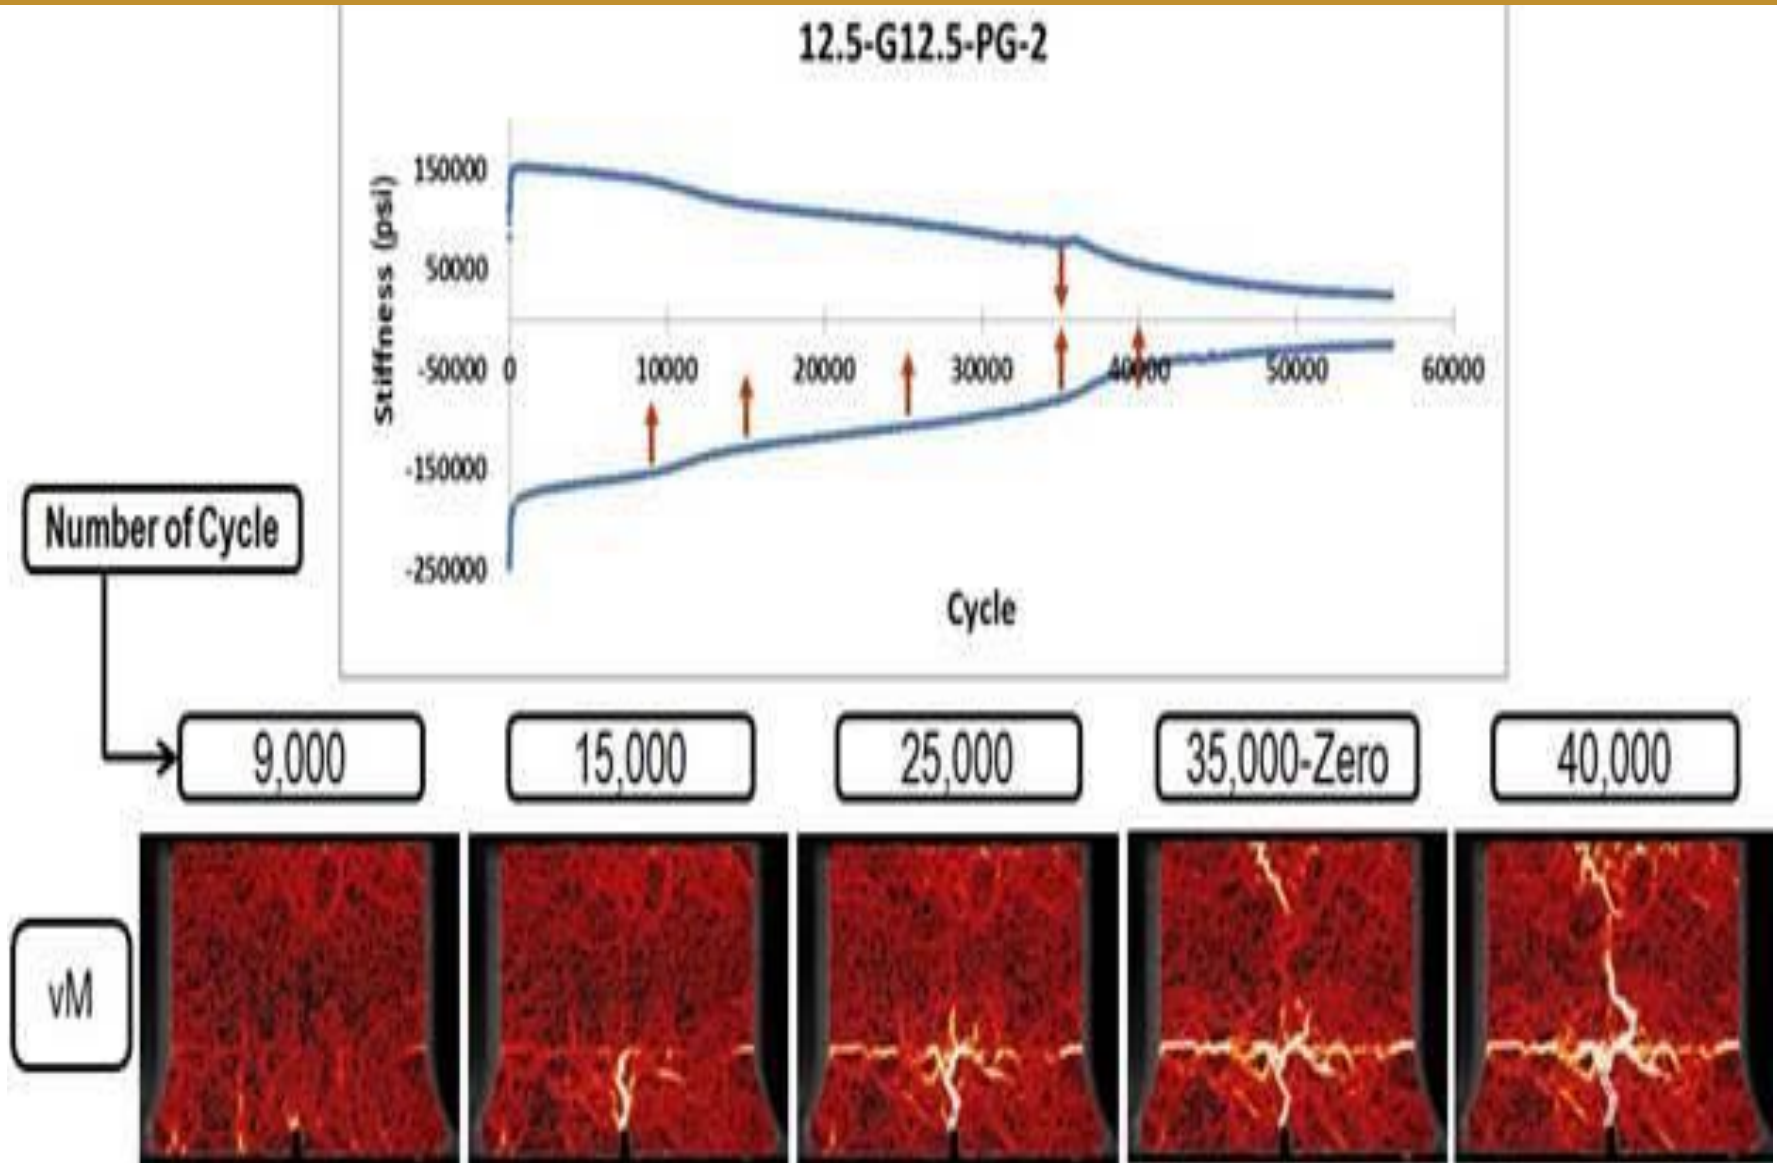 12.5-G12.5-PG-2
Stiffness (psi)
150000
50000
-50000
-150000
-250000
0 10000 20000 30000 40000 50000 60000
Cycle
Number of Cycle
9,000 15,000 25,000 35,000-Zero 40,000
vM